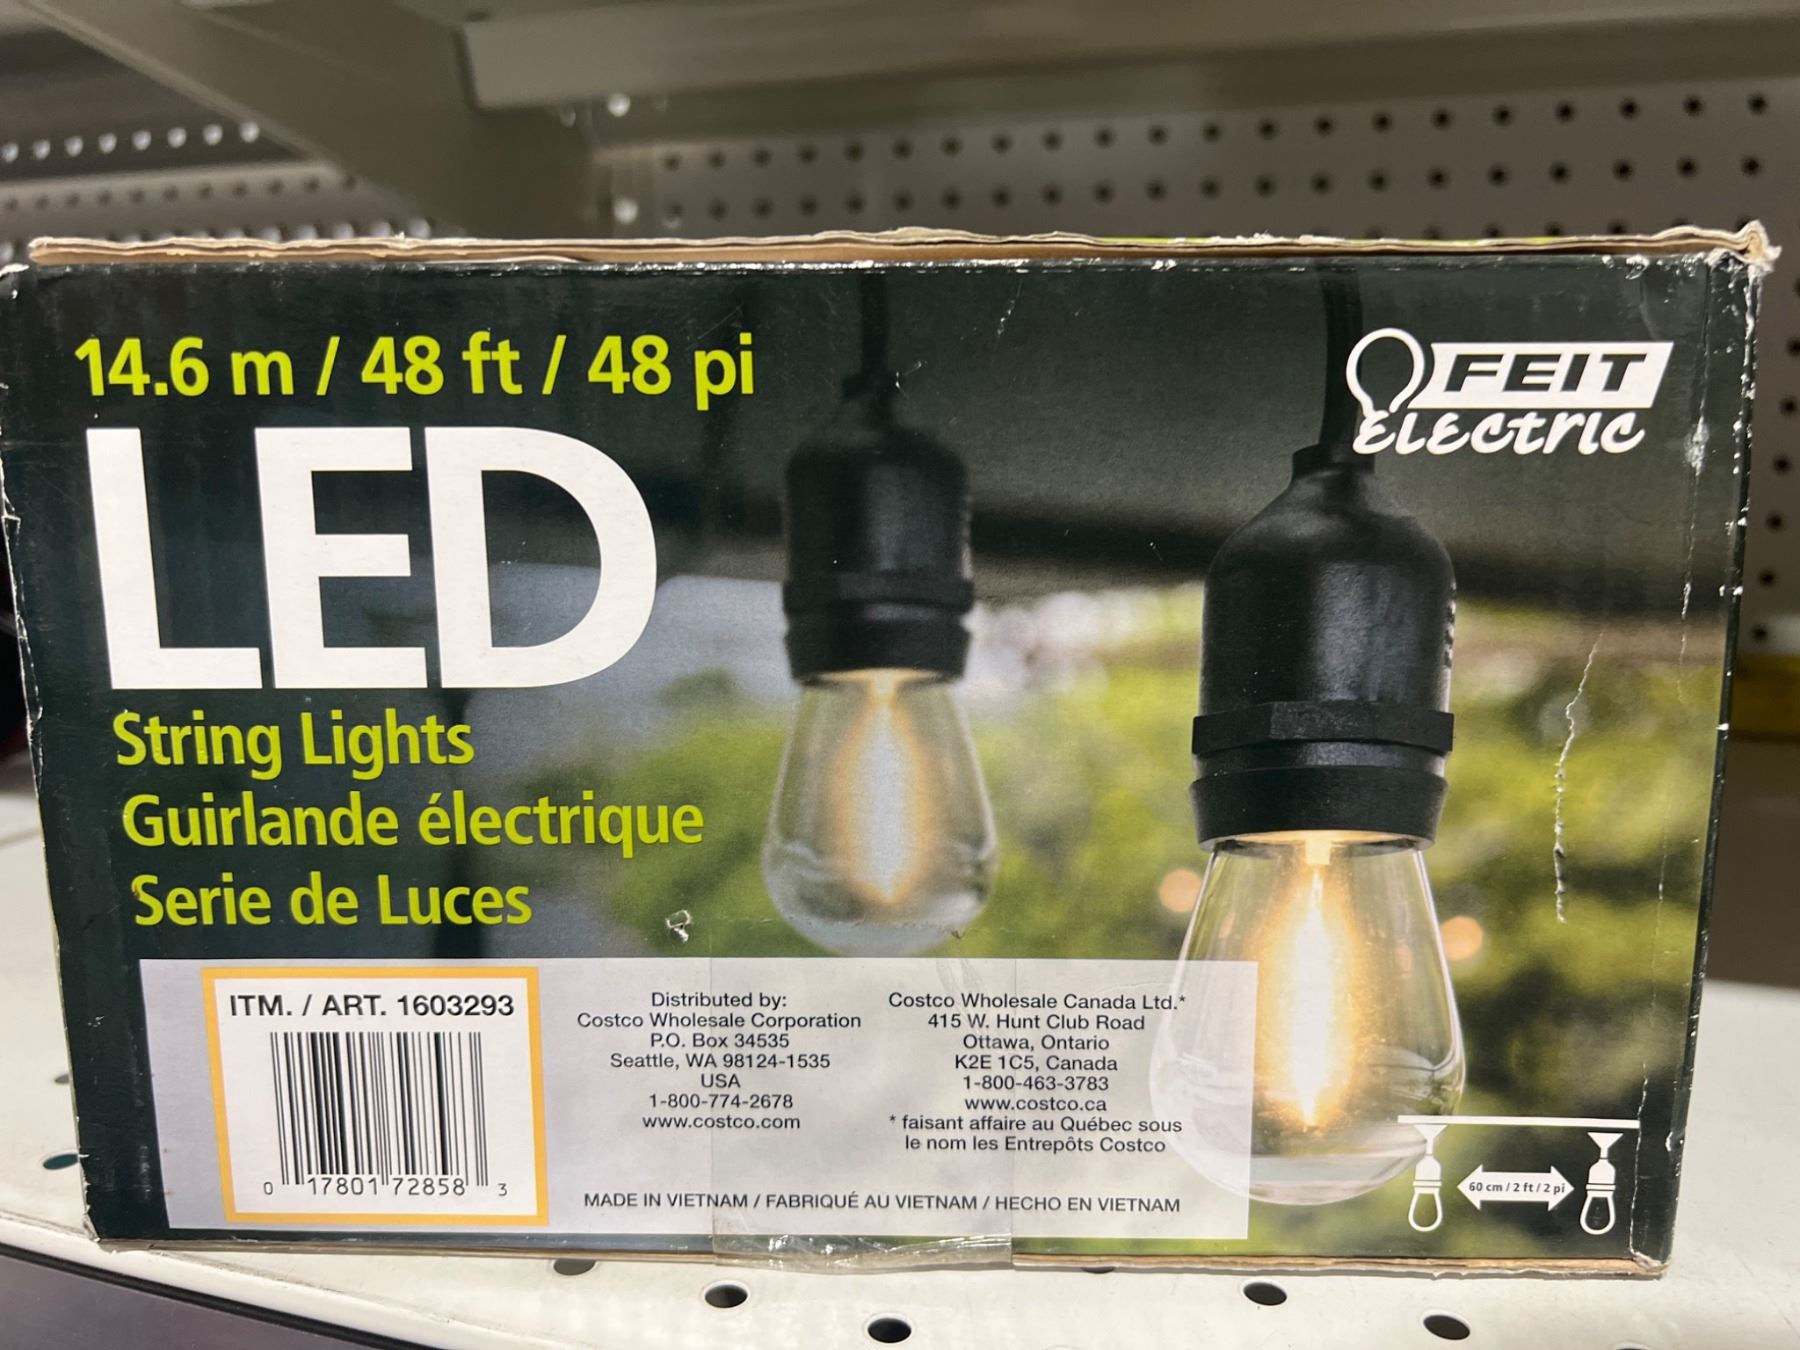 14.6 m / 48 ft / 48 pi
FEIT
ELECTRIC
LED
String Lights
Guirlande électrique
Serie de Luces
ITM. / ART. 1603293
0 17801 72858 3
Distributed by:
Costco Wholesale Corporation
P.O. Box 34535
Seattle, WA 98124-1535
USA
1-800-774-2678
www.costco.com
Costco Wholesale Canada Ltd.*
415 W. Hunt Club Road
Ottawa, Ontario
K2E 1C5, Canada
1-800-463-3783
www.costco.ca
* faisant affaire au Québec sous
le nom les Entrepôts Costco
MADE IN VIETNAM / FABRIQUÉ AU VIETNAM / HECHO EN VIETNAM
60 cm / 2 ft / 2 pi